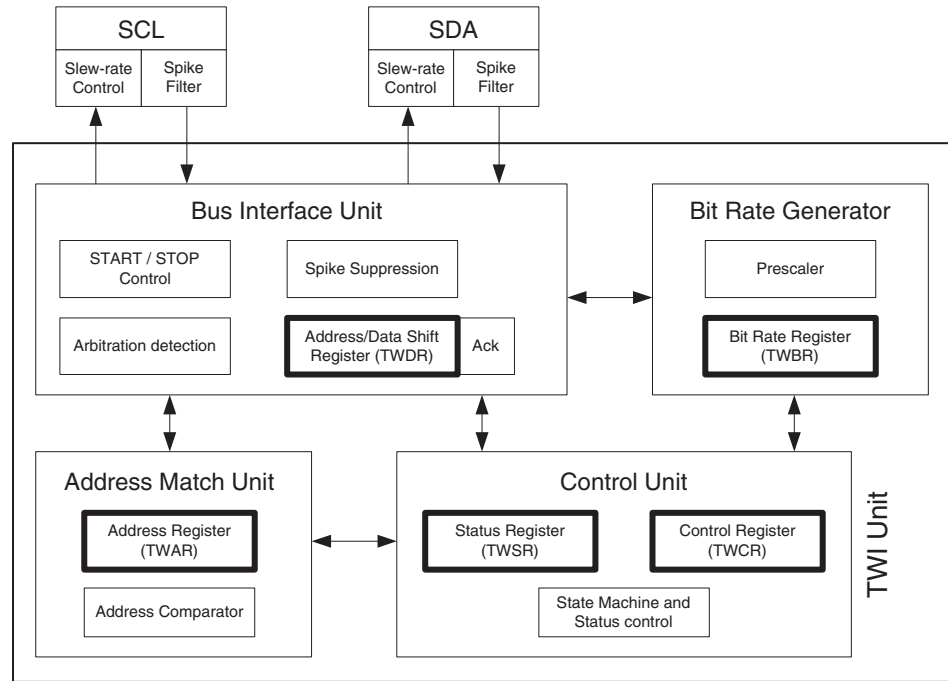 SCL
SDA
Slew-rate
Control
Spike
Filter
Slew-rate
Control
Spike
Filter
Bus Interface Unit
START / STOP
Control
Spike Suppression
Arbitration detection
Address/Data Shift
Register (TWDR)
Ack
Bit Rate Generator
Prescaler
Bit Rate Register
(TWBR)
Address Match Unit
Address Register
(TWAR)
Address Comparator
Control Unit
Status Register
(TWSR)
Control Register
(TWCR)
State Machine and
Status control
TWI Unit